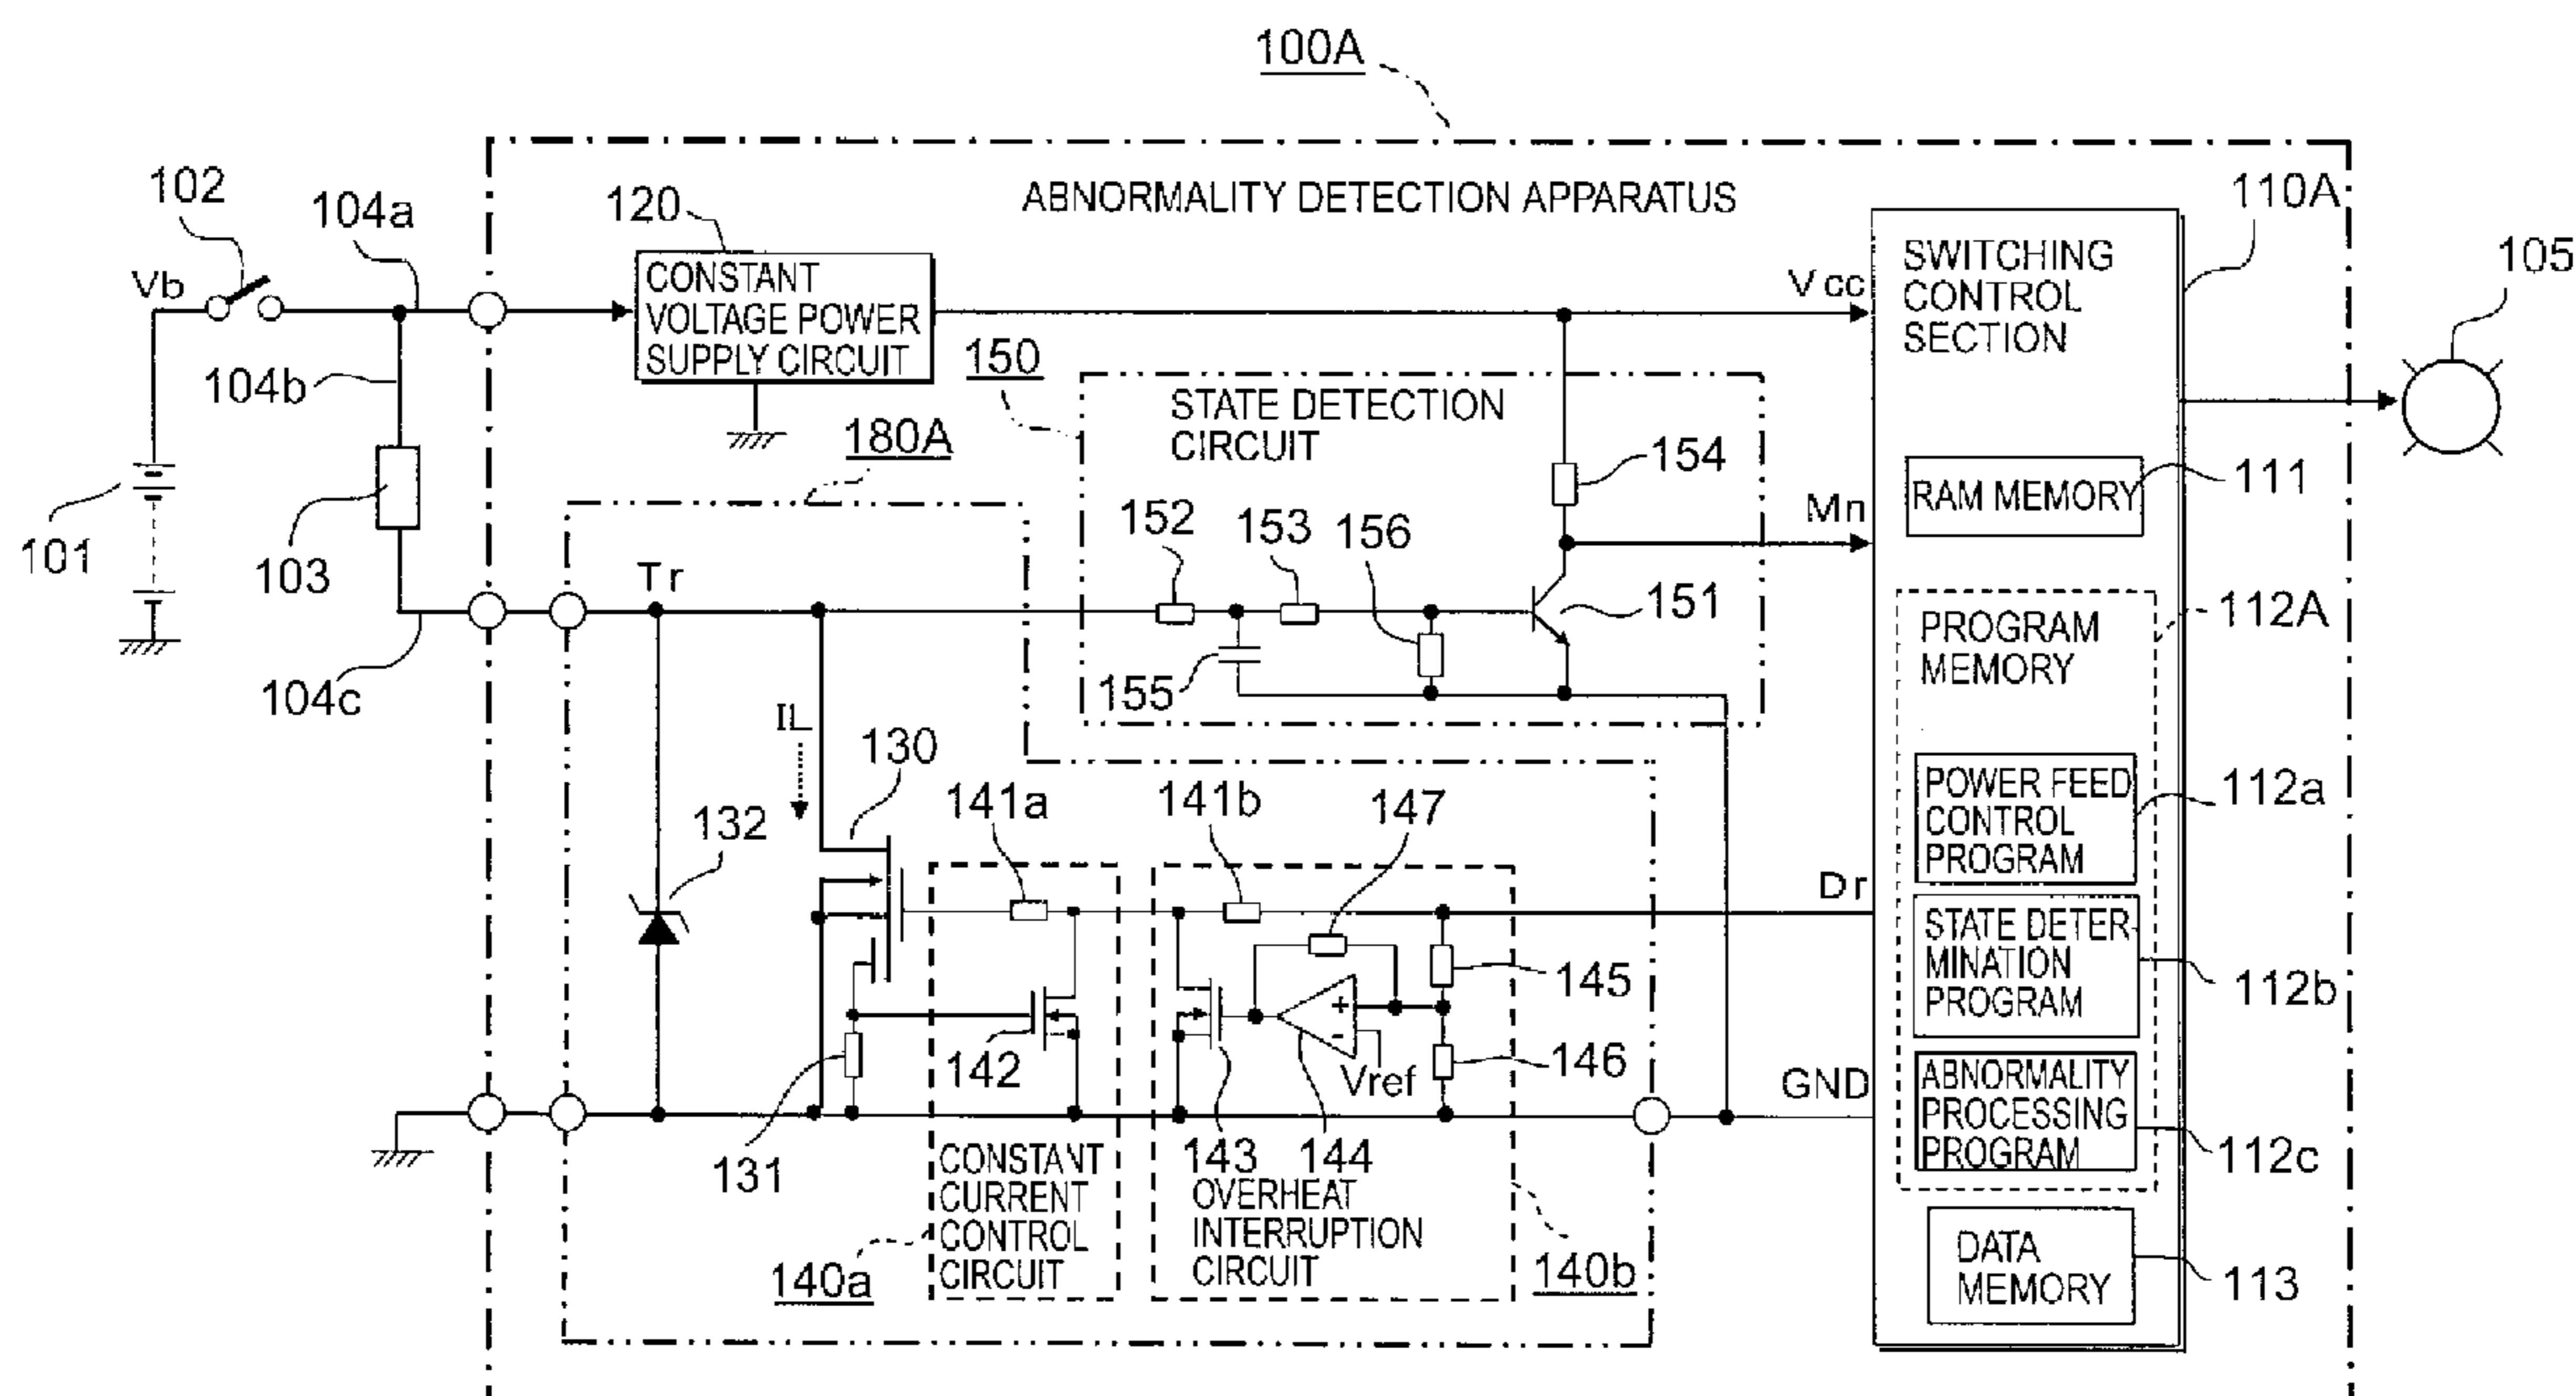 100A
ABNORMALITY DETECTION APPARATUS
102
104a
120
110A
105
Vb
CONSTANT
VOLTAGE POWER
SUPPLY CIRCUIT
Vcc
SWITCHING
CONTROL
SECTION
104b
150
STATE DETECTION
CIRCUIT
180A
154
RAM MEMORY
111
101
103
Tr
152
153
156
Mn
151
112A
PROGRAM
MEMORY
104c
155
IL
130
141a
141b
147
POWER FEED
CONTROL
PROGRAM
112a
132
Dr
STATE DETER-
MINATION
PROGRAM
112b
145
+
-
142
Vref
146
131
GND
ABNORMALITY
PROCESSING
PROGRAM
112c
143
144
CONSTANT
CURRENT
CONTROL
CIRCUIT
OVERHEAT
INTERRUPTION
CIRCUIT
140a
140b
DATA
MEMORY
113